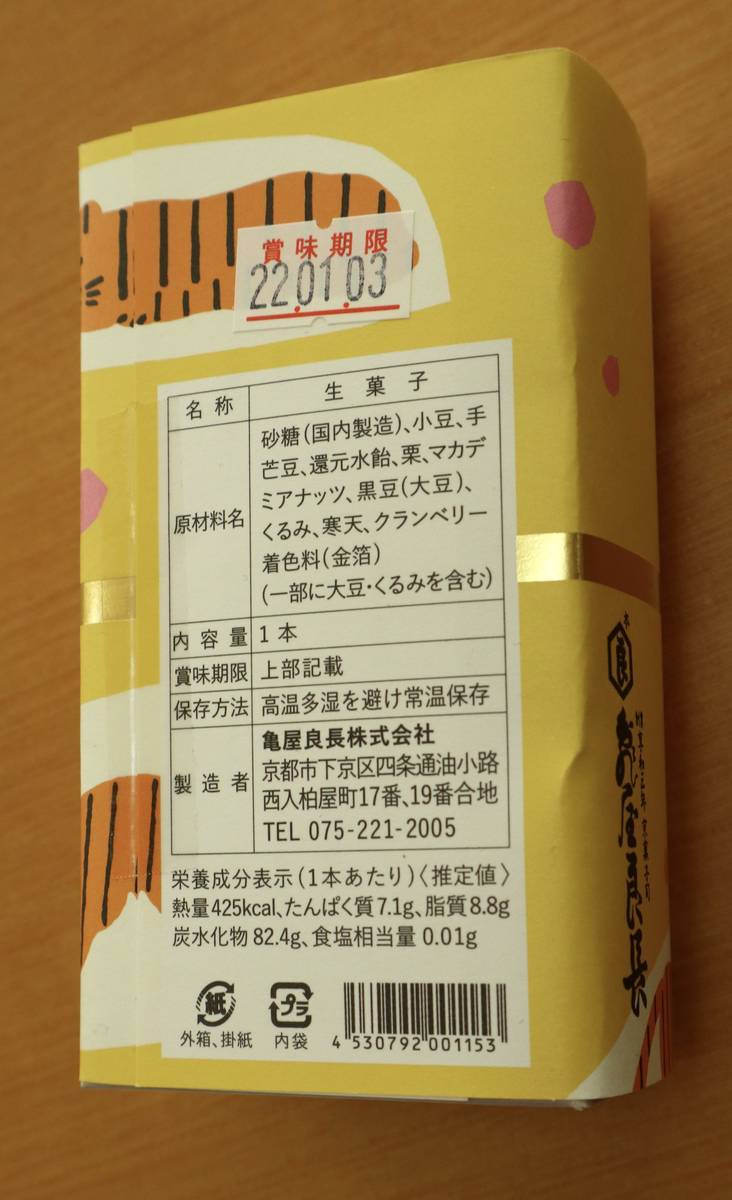 賞味期限
22.01.03
名称 生菓子
原材料名 砂糖(国内製造)、小豆、手
芒豆、還元水飴、栗、マカデ
ミアナッツ、黒豆(大豆)、
くるみ、寒天、クランベリー
着色料(金箔)
(一部に大豆・くるみを含む)
内容量 1本
賞味期限 上部記載
保存方法 高温多湿を避け常温保存
製造者 亀屋良長株式会社
京都市下京区四条通油小路
西入柏屋町17番、19番合地
TEL 075-221-2005
栄養成分表示(1本あたり)〈推定値〉
熱量425kcal、たんぱく質7.1g、脂質8.8g
炭水化物 82.4g、食塩相当量 0.01g
紙
外箱、掛紙
プラ
内袋
4 530792 001153
良
屋良長